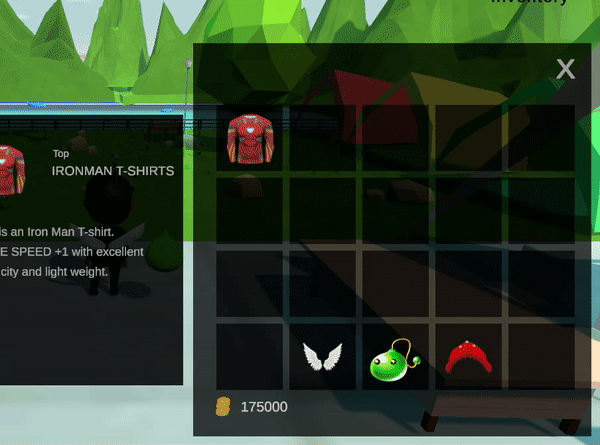 Inventory
X
Top
IRONMAN T-SHIRTS
is an Iron Man T-shirt.
E SPEED +1 with excellent
city and light weight.
175000